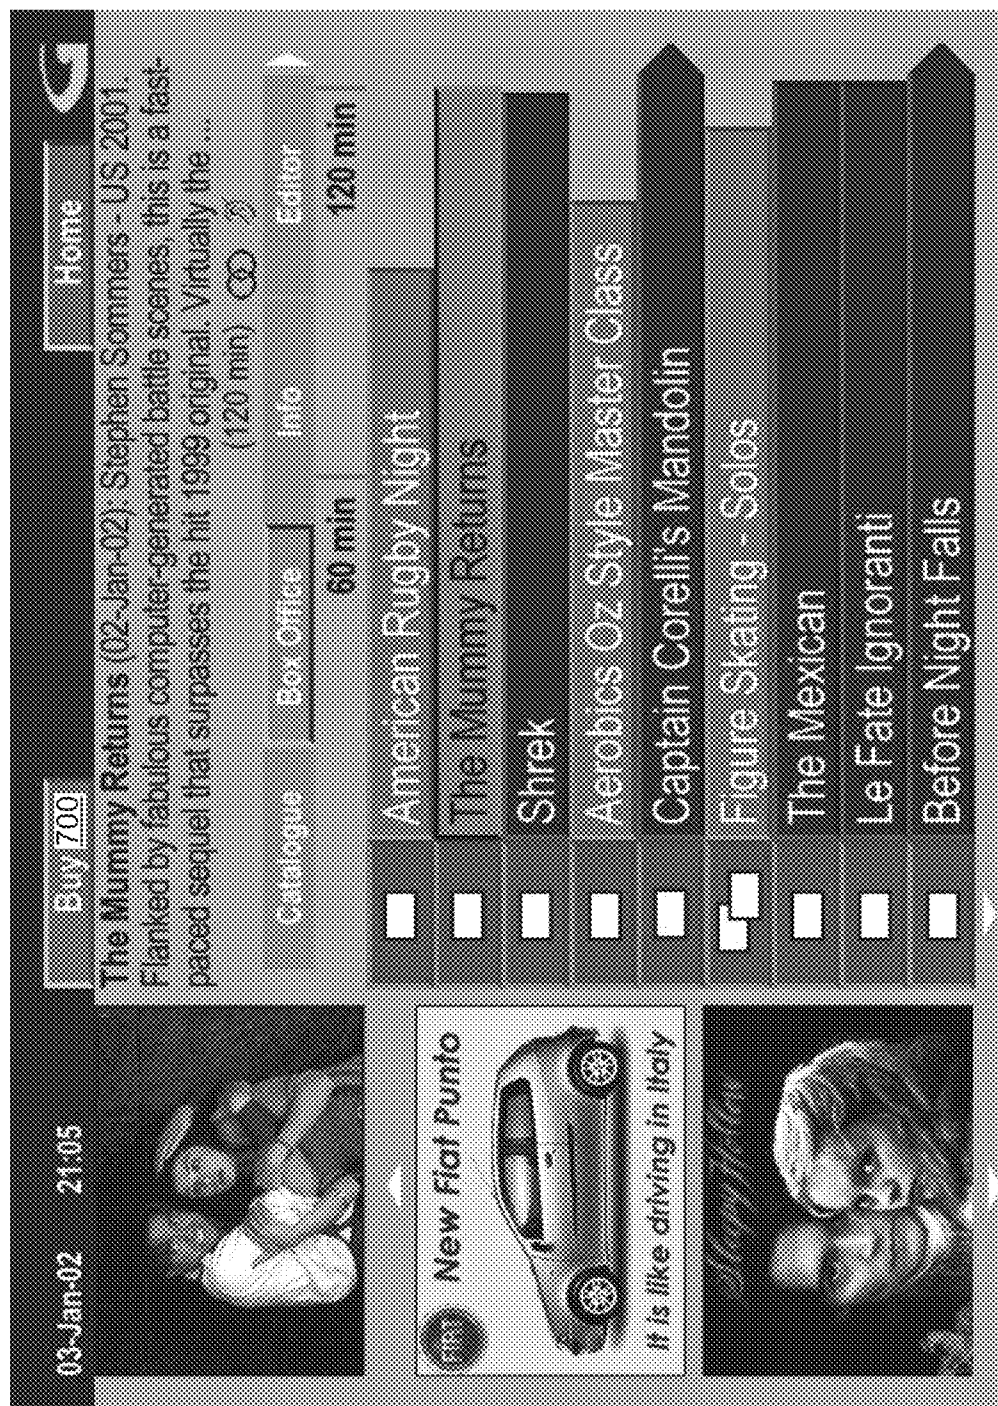 03-Jan-02 21:05 Buy 700 Home
The Mummy Returns (02-Jan-02): Stephen Sommers - US 2001.
Flanked by fabulous computer-generated battle scenes, this is a fast-
paced sequel that surpasses the hit 1999 original. Virtually the ...
(120 min)
Catalogue Box Office Info Editor
60 min 120 min
American Rugby Night
The Mummy Returns
Shrek
Aerobics Oz Style Master Class
Captain Corelli's Mandolin
Figure Skating - Solos
The Mexican
Le Fate Ignoranti
Before Night Falls
FIAT New Fiat Punto
It is like driving in Italy